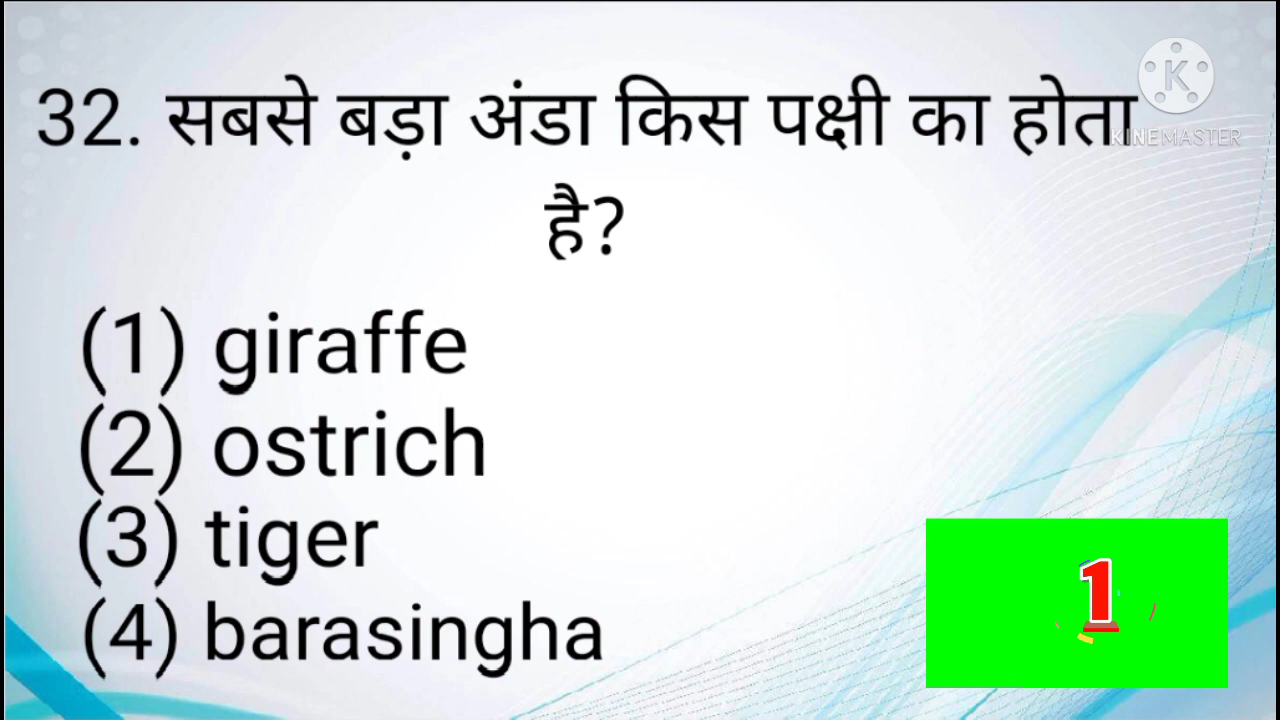 32. सबसे बड़ा अंडा किस पक्षी का होता
है?
K
KINEMASTER
(1) giraffe
(2) ostrich
(3) tiger
(4) barasingha
1